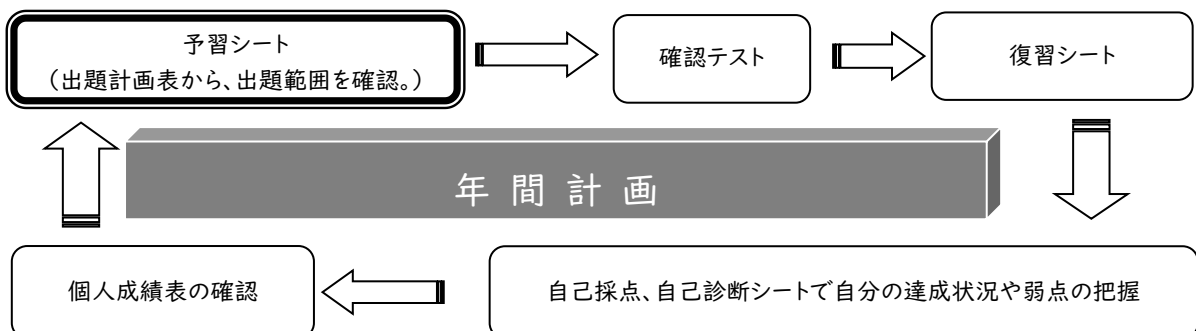 予習シート
（出題計画表から、出題範囲を確認。）
確認テスト
復習シート
年間計画
個人成績表の確認
自己採点、自己診断シートで自分の達成状況や弱点の把握